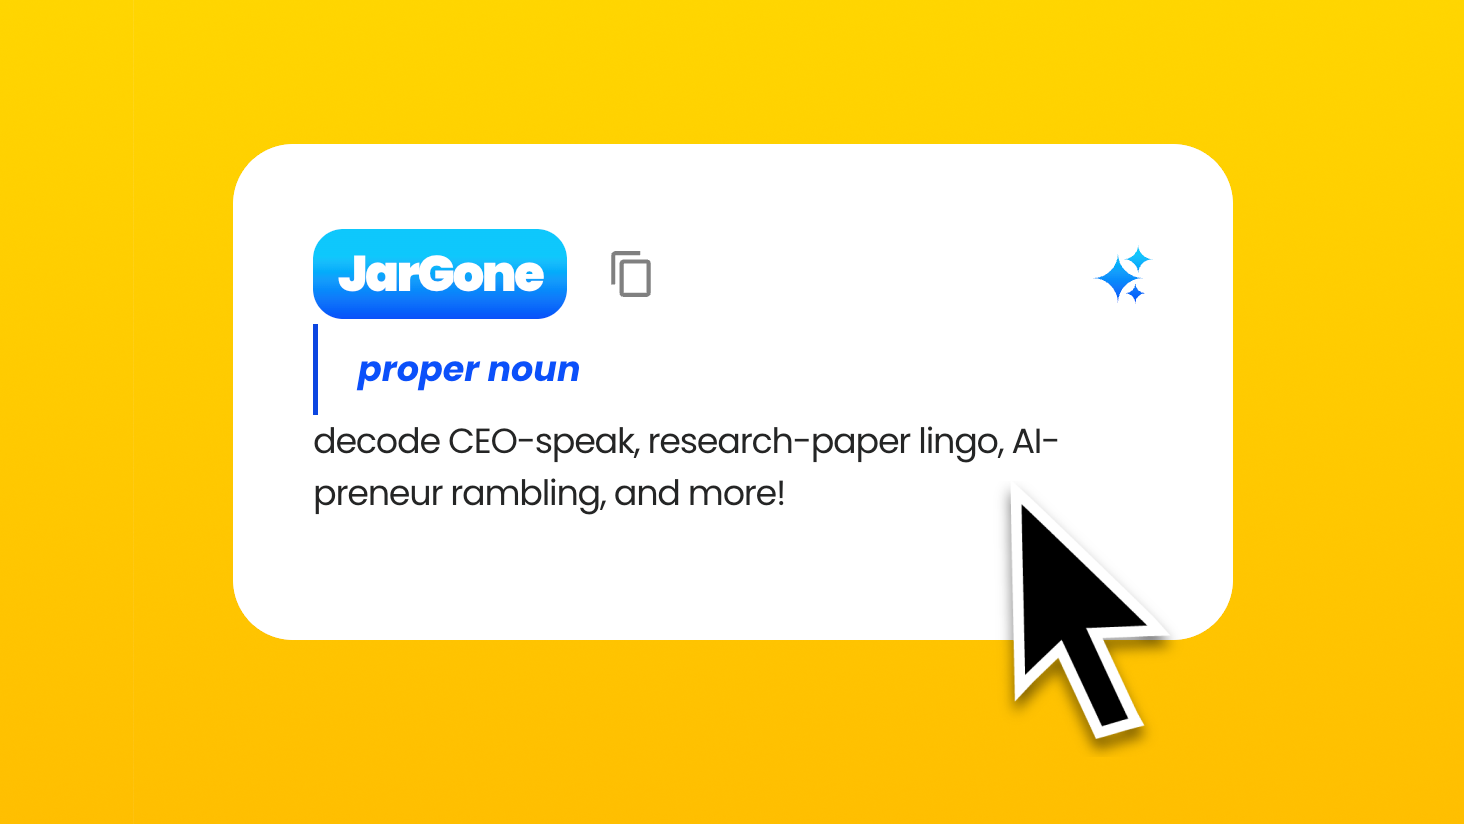 JarGone
proper noun
decode CEO-speak, research-paper lingo, AI-
preneur rambling, and more!